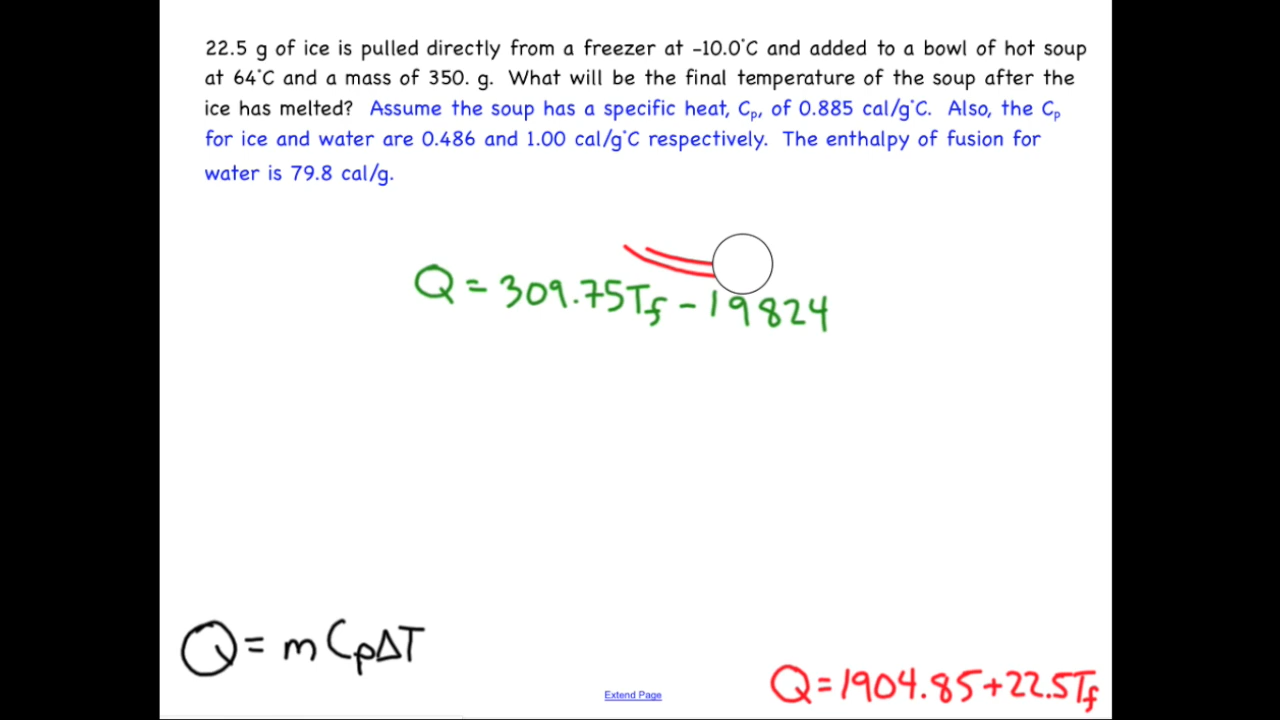 22.5 g of ice is pulled directly from a freezer at -10.0˚C and added to a bowl of hot soup
at 64˚C and a mass of 350. g. What will be the final temperature of the soup after the
ice has melted? Assume the soup has a specific heat, Cₚ, of 0.885 cal/g˚C. Also, the Cₚ
for ice and water are 0.486 and 1.00 cal/g˚C respectively. The enthalpy of fusion for
water is 79.8 cal/g.
Q = 309.75Tf - 19824
Q = mCpΔT
Q=1904.85+22.5Tf
Extend Page